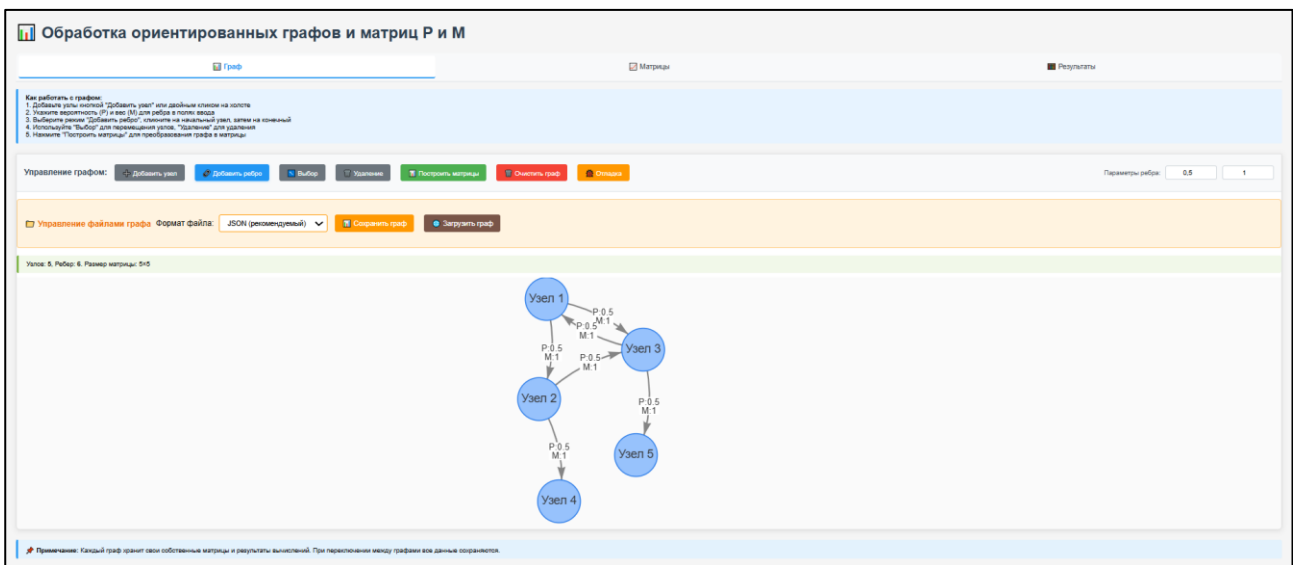 Обработка ориентированных графов и матриц P и M
Граф
Матрицы
Результаты
Как работать с графом:
1. Добавьте узлы кнопкой "Добавить узел" или двойным кликом на холсте
2. Укажите вероятность (P) и вес (M) для ребра в полях ввода
3. Выберите режим "Добавить ребро", кликните на начальный узел, затем на конечный
4. Используйте "Выбор" для перемещения узлов, "Удаление" для удаления
5. Нажмите "Построить матрицы" для преобразования графа в матрицы
Управление графом: Добавить узел Добавить ребро Выбор Удаление Построить матрицы Очистить граф Отладка Параметры ребра: 0,5 1
Управление файлами графа Формат файла: JSON (рекомендуемый) Сохранить граф Загрузить граф
Узлов: 5, Ребер: 6. Размер матрицы: 5×5
Узел 1
P:0.5
M:1
P:0.5
M:1
Узел 3
P:0.5
M:1
P:0.5
M:1
Узел 2
P:0.5
M:1
P:0.5
M:1
Узел 5
Узел 4
Примечание: Каждый граф хранит свои собственные матрицы и результаты вычислений. При переключении между графами все данные сохраняются.